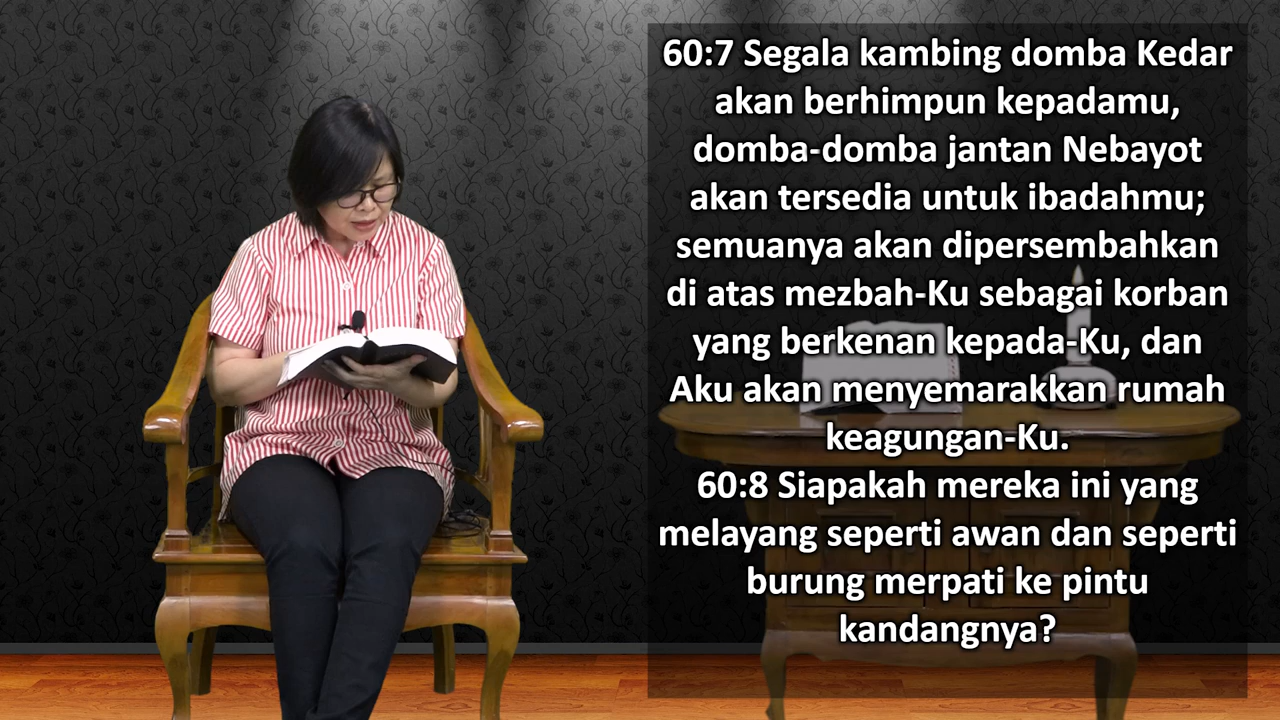 60:7 Segala kambing domba Kedar
akan berhimpun kepadamu,
domba-domba jantan Nebayot
akan tersedia untuk ibadahmu;
semuanya akan dipersembahkan
di atas mezbah-Ku sebagai korban
yang berkenan kepada-Ku, dan
Aku akan menyemarakkan rumah
keagungan-Ku.
60:8 Siapakah mereka ini yang
melayang seperti awan dan seperti
burung merpati ke pintu
kandangnya?